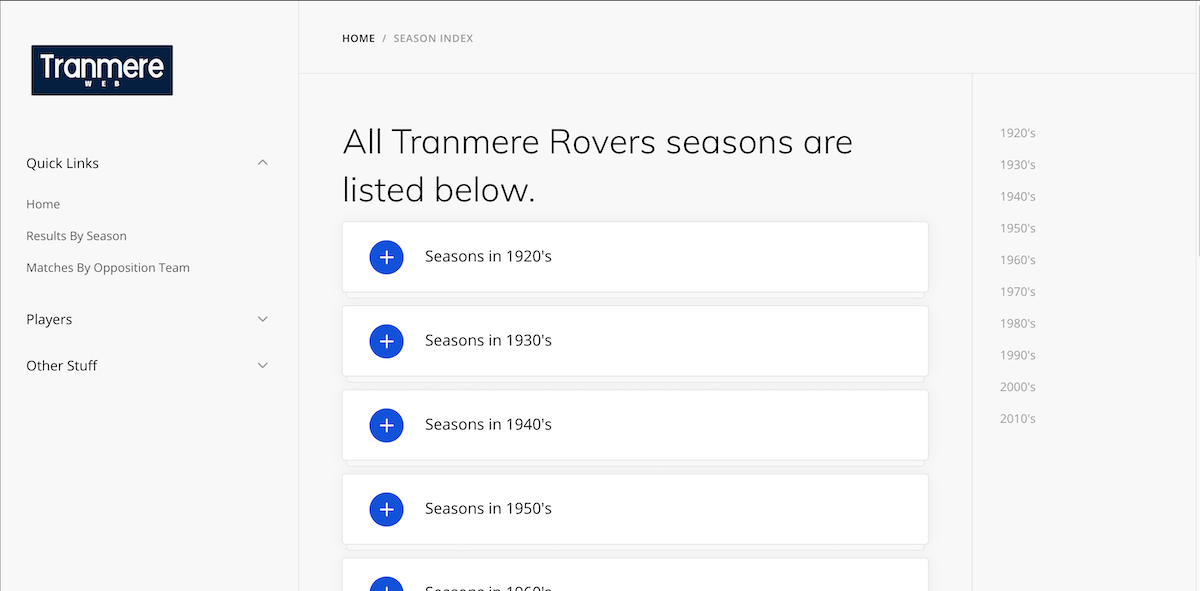 Tranmere
WEB
Quick Links
Home
Results By Season
Matches By Opposition Team
Players
Other Stuff
HOME / SEASON INDEX
All Tranmere Rovers seasons are
listed below.
Seasons in 1920's
Seasons in 1930's
Seasons in 1940's
Seasons in 1950's
Seasons in 1960's
1920's
1930's
1940's
1950's
1960's
1970's
1980's
1990's
2000's
2010's